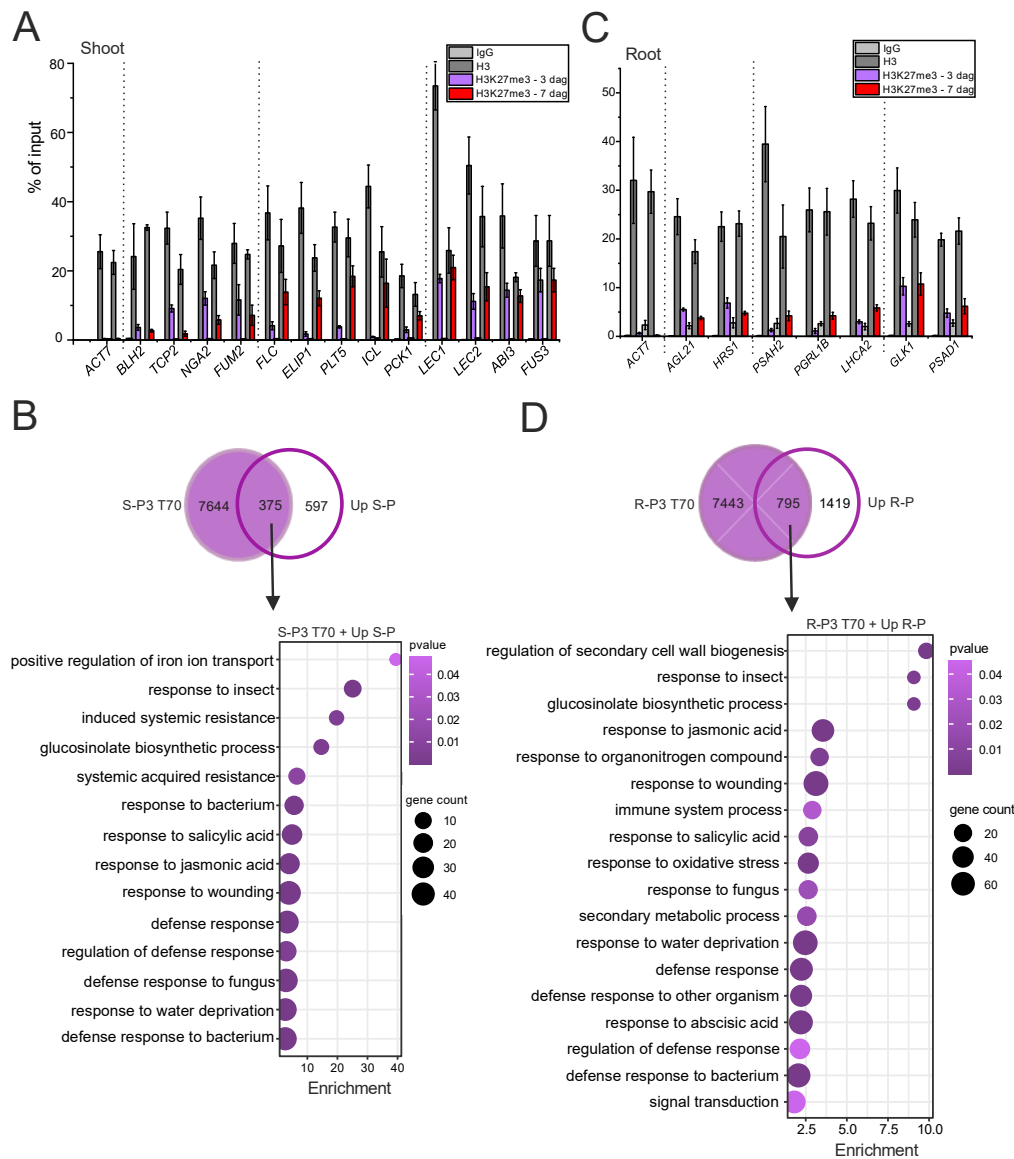 A
Shoot
IgG
H3
H3K27me3 - 3 dag
H3K27me3 - 7 dag
% of input
80
60
40
20
0
ACT7
BLH2
TCP2
NGA2
FUM2
FLC
ELIP1
PLT5
ICL
PCK1
LEC1
LEC2
ABI3
FUS3
C
Root
IgG
H3
H3K27me3 - 3 dag
H3K27me3 - 7 dag
50
40
30
20
10
0
ACT7
AGL21
HRS1
PSAH2
PGRL1B
LHCA2
GLK1
PSAD1
B
S-P3 T70
7644
375
597
Up S-P
S-P3 T70 + Up S-P
positive regulation of iron ion transport
response to insect
induced systemic resistance
glucosinolate biosynthetic process
systemic acquired resistance
response to bacterium
response to salicylic acid
response to jasmonic acid
response to wounding
defense response
regulation of defense response
defense response to fungus
response to water deprivation
defense response to bacterium
10 20 30 40
Enrichment
pvalue
0.04
0.03
0.02
0.01
gene count
10
20
30
40
D
R-P3 T70
7443
795
1419
Up R-P
R-P3 T70 + Up R-P
regulation of secondary cell wall biogenesis
response to insect
glucosinolate biosynthetic process
response to jasmonic acid
response to organonitrogen compound
response to wounding
immune system process
response to salicylic acid
response to oxidative stress
response to fungus
secondary metabolic process
response to water deprivation
defense response
defense response to other organism
response to abscisic acid
regulation of defense response
defense response to bacterium
signal transduction
2.5 5.0 7.5 10.0
Enrichment
pvalue
0.04
0.03
0.02
0.01
gene count
20
40
60